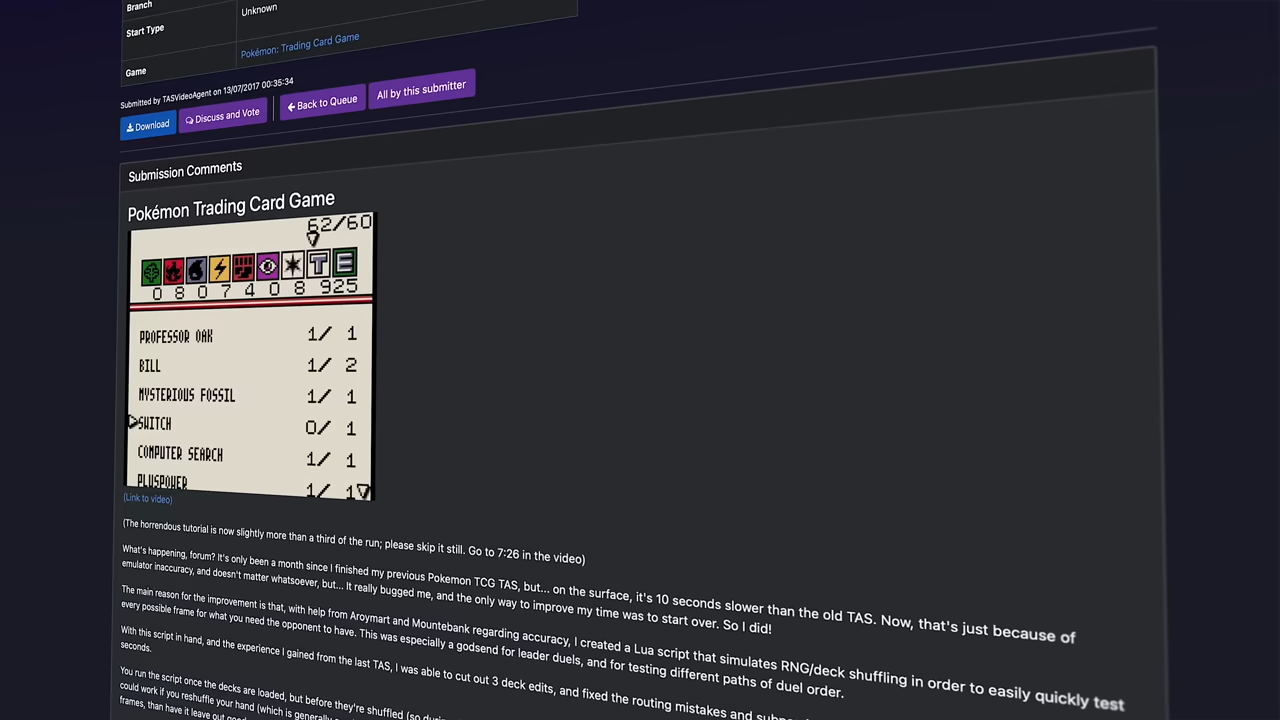 Branch
Unknown
Start Type
Pokémon: Trading Card Game
Game
Submitted by TASVideoAgent on 13/07/2017 00:35:34
Download
Discuss and Vote
Back to Queue
All by this submitter
Submission Comments
Pokémon Trading Card Game
62/60
T E
0 8 0 7 4 0 8 9 25
PROFESSOR OAK 1/ 1
BILL 1/ 2
MYSTERIOUS FOSSIL 1/ 1
SWITCH 0/ 1
COMPUTER SEARCH 1/ 1
PLUSPOWER 1/ 1
(Link to video)
(The horrendous tutorial is now slightly more than a third of the run; please skip it still. Go to 7:26 in the video)
What's happening, forum? It's only been a month since I finished my previous Pokemon TCG TAS, but... on the surface, it's 10 seconds slower than the old TAS. Now, that's just because of
emulator inaccuracy, and doesn't matter whatsoever, but... It really bugged me, and the only way to improve my time was to start over. So I did!
The main reason for the improvement is that, with help from Aroymart and Mountebank regarding accuracy, I created a Lua script that simulates RNG/deck shuffling in order to easily quickly test
every possible frame for what you need the opponent to have. This was especially a godsend for leader duels, and for testing different paths of duel order.
With this script in hand, and the experience I gained from the last TAS, I was able to cut out 3 deck edits, and fixed the routing mistakes and
seconds.
You run the script once the decks are loaded, but before they're shuffled (so
could work if you reshuffle your hand (which is generally
frames, than have it leave out